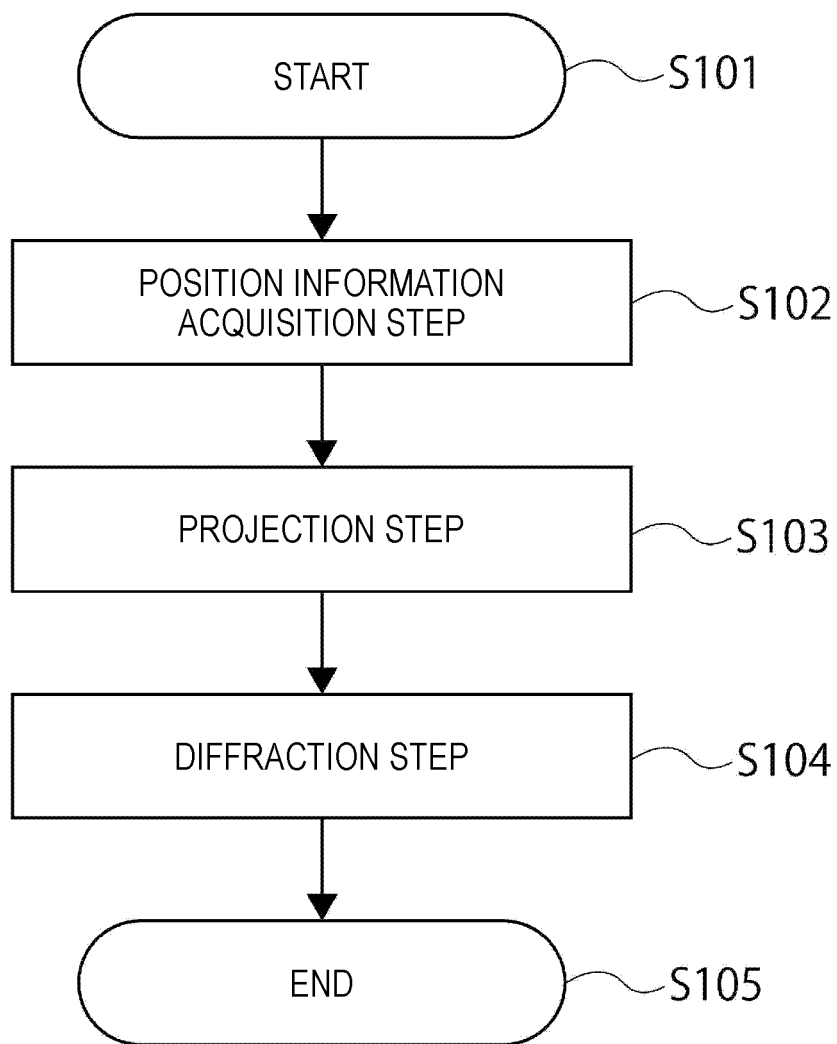 START
S101
POSITION INFORMATION
ACQUISITION STEP
S102
PROJECTION STEP
S103
DIFFRACTION STEP
S104
END
S105